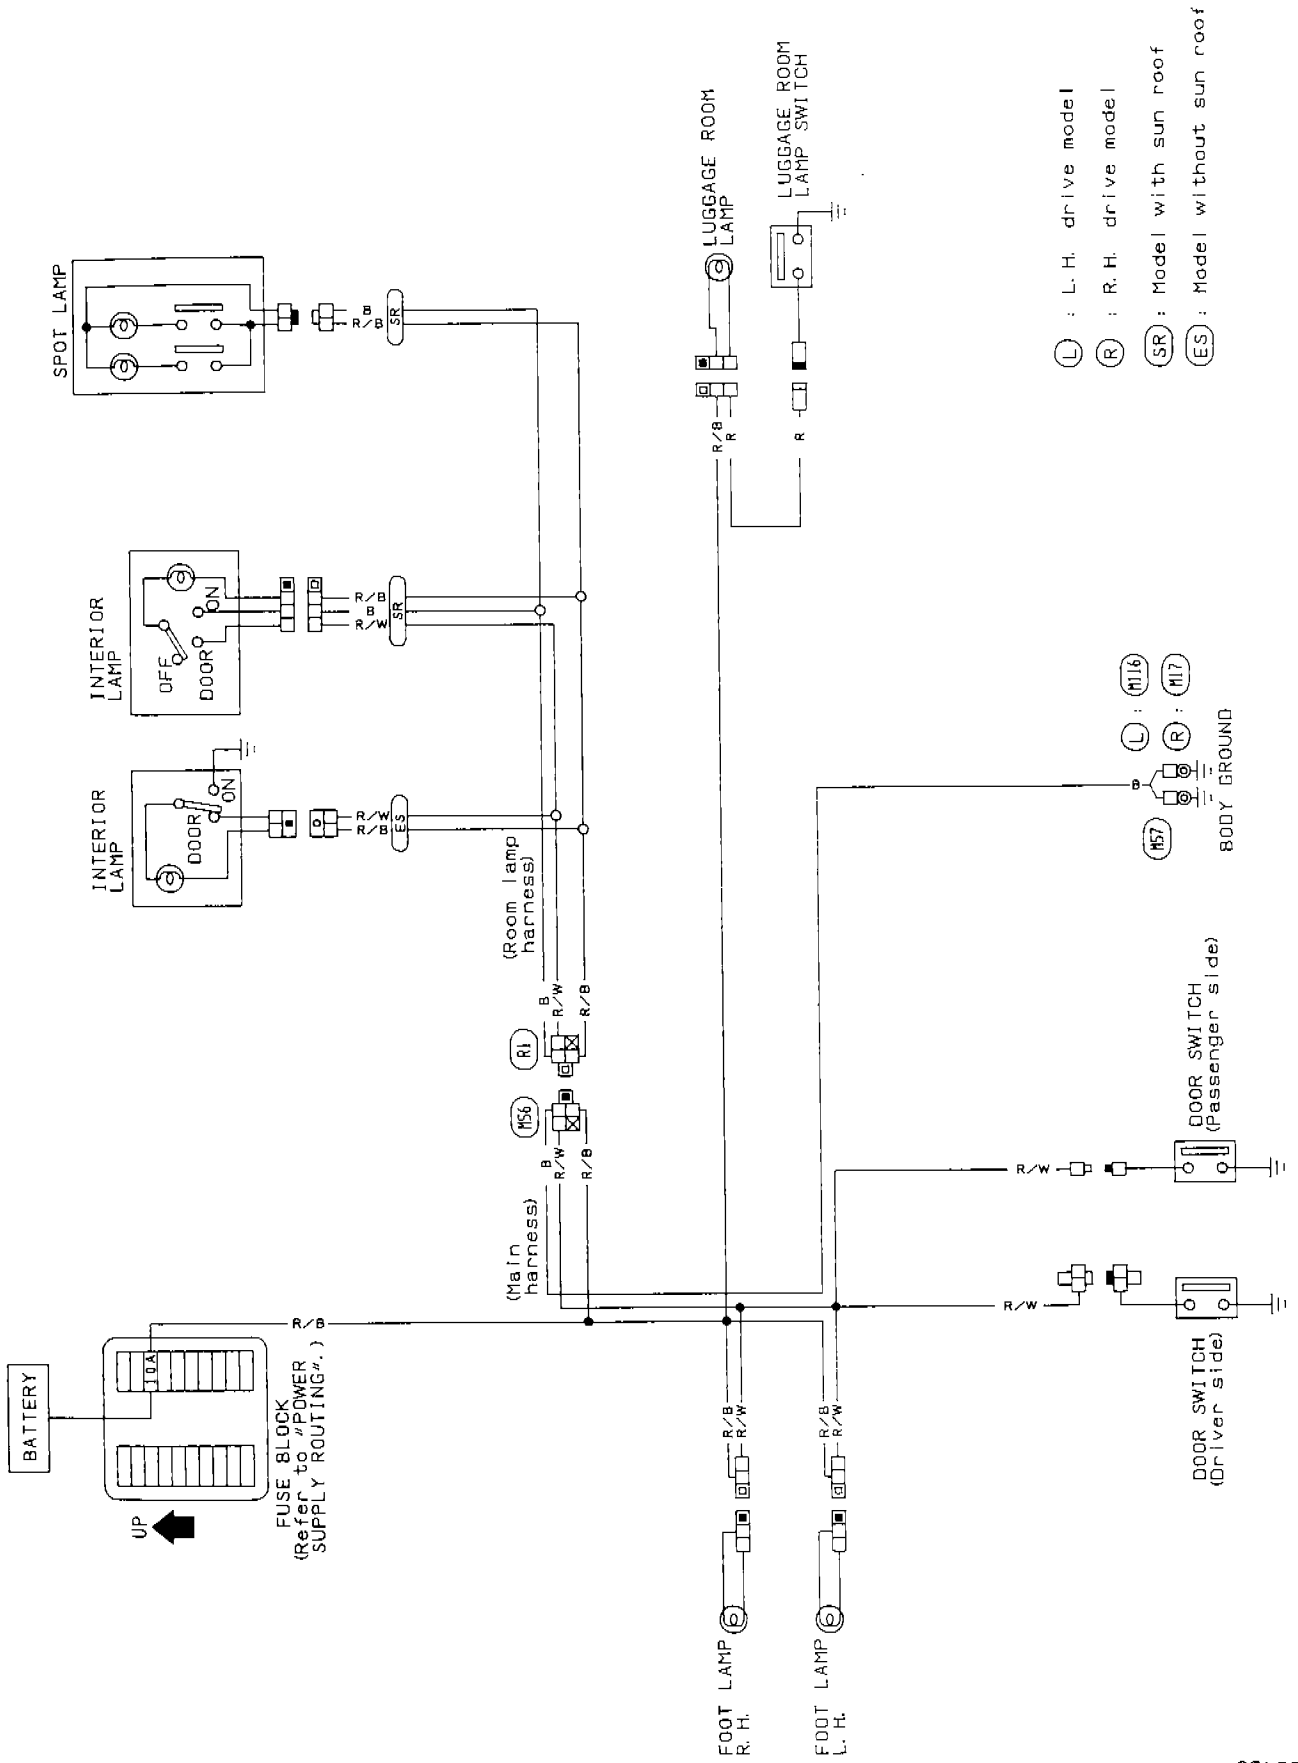 BATTERY
UP
10A
FUSE BLOCK
(Refer to "POWER
SUPPLY ROUTING".)
R/B
INTERIOR
LAMP
DOOR
ON
R/W
R/B
ES
INTERIOR
LAMP
OFF
DOOR
ON
R/B
B
R/W
SR
SPOT LAMP
B
R/B
SR
(Main
harness)
B
R/W
R/B
M56
R1
B
R/W
R/B
(Room lamp
harness)
FOOT LAMP
R.H.
R/B
R/W
FOOT LAMP
L.H.
R/B
R/W
R/B
R
R
LUGGAGE ROOM
LAMP
LUGGAGE ROOM
LAMP SWITCH
R/W
DOOR SWITCH
(Driver side)
R/W
DOOR SWITCH
(Passenger side)
B
M57
L : M116
R : M17
BODY GROUND
L : L.H. drive model
R : R.H. drive model
SR : Model with sun roof
ES : Model without sun roof